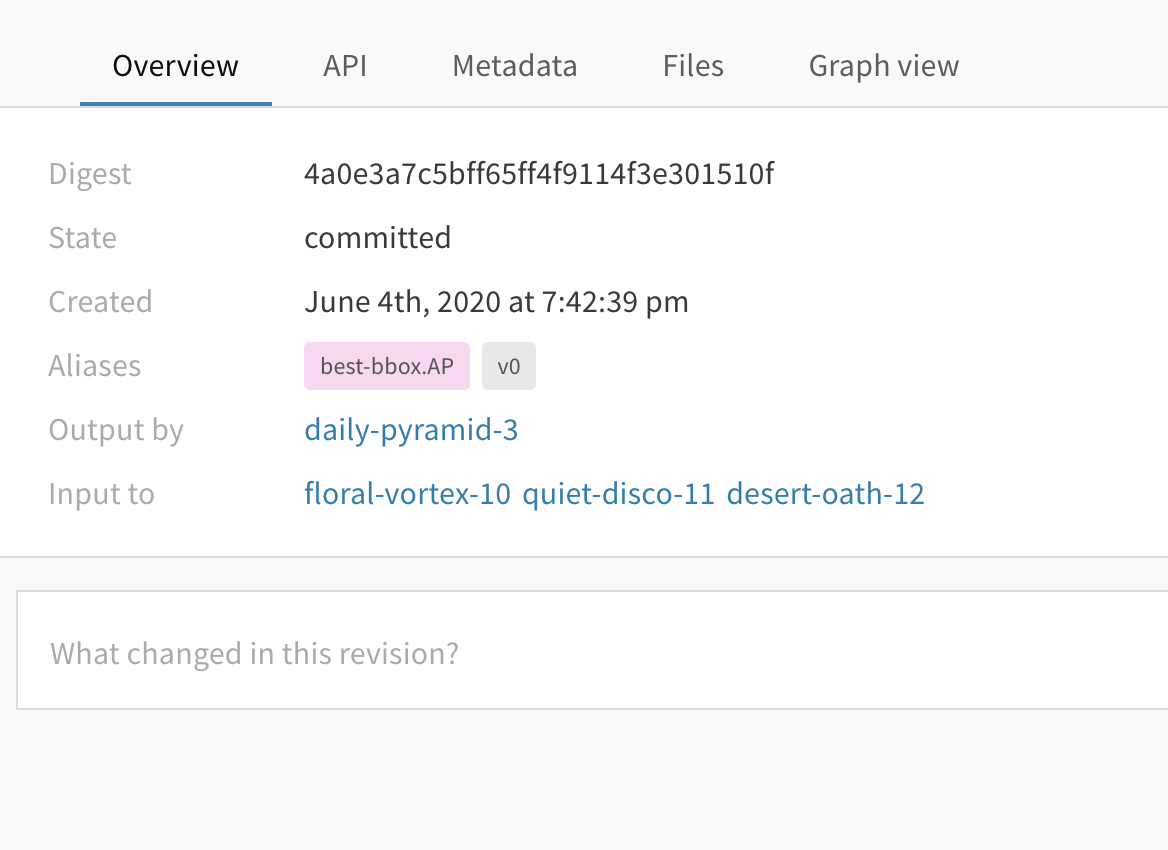 Overview API Metadata Files Graph view
Digest 4a0e3a7c5bff65ff4f9114f3e301510f
State committed
Created June 4th, 2020 at 7:42:39 pm
Aliases best-bbox.AP v0
Output by daily-pyramid-3
Input to floral-vortex-10 quiet-disco-11 desert-oath-12
What changed in this revision?